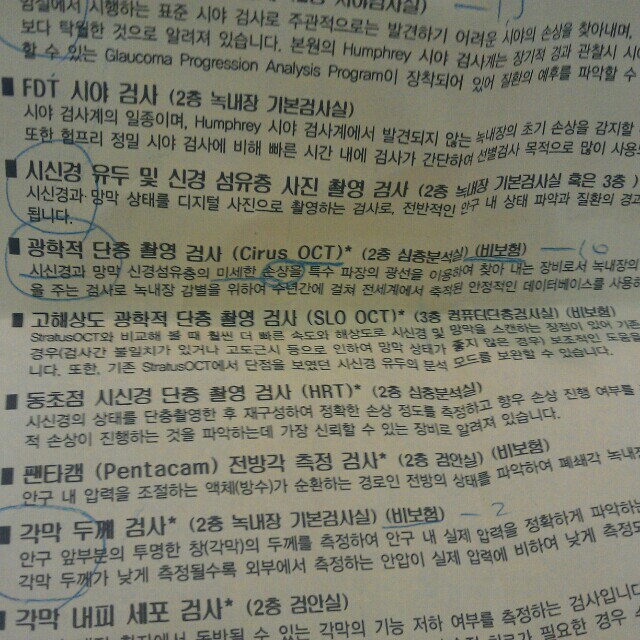 암실에서 시행하는 표준 시야 검사로 주관적으로는 발견하기 어려운 시야의 손상을 찾아내며,
보다 탁월한 것으로 알려져 있습니다. 본원의 Humphrey 시야 검사계는 장기적 경과 관찰시 시야
할 수 있는 Glaucoma Progression Analysis Program이 장착되어 있어 질환의 예후를 파악할 수
■ FDT 시야 검사 (2층 녹내장 기본검사실)
시야 검사계의 일종이며, Humphrey 시야 검사계에서 발견되지 않는 녹내장의 초기 손상을 감지할
또한 험프리 정밀 시야 검사에 비해 빠른 시간 내에 검사가 간단하여 선별검사 목적으로 많이 사용
■ 시신경 유두 및 신경 섬유층 사진 촬영 검사 (2층 녹내장 기본검사실 혹은 3층 )
시신경과 망막 상태를 디지털 사진으로 촬영하는 검사로, 전반적인 안구 내 상태 파악과 질환의 경과
됩니다.
■ 광학적 단층 촬영 검사 (Cirus OCT)* (2층 심층분석실) (비보험) -10
시신경과 망막 신경섬유층의 미세한 손상을 특수 파장의 광선을 이용하여 찾아 내는 장비로서 녹내장의
을 주는 검사로 녹내장 감별을 위하여 수년간에 걸쳐 전세계에서 축적된 안정적인 데이터베이스를 사용하
■ 고해상도 광학적 단층 촬영 검사 (SLO OCT)* (3층 컴퓨터단층검사실) (비보험)
StratusOCT와 비교해 볼 때 훨씬 더 빠른 속도와 해상도로 시신경 및 망막을 스캔하는 장점이 있어 기존
경우(검사간 불일치가 있거나 고도근시 등으로 인하여 망막 상태가 좋지 않은 경우) 보조적인 도움을
니다. 또한, 기존 StratusOCT에서 단점을 보였던 시신경 유두의 분석 모드를 보완할 수 있습니다.
■ 동초점 시신경 단층 촬영 검사 (HRT)* (2층 심층분석실)
시신경의 상태를 단층촬영한 후 재구성하여 정확한 손상 정도를 측정하고 향후 손상 진행 여부를
적 손상이 진행하는 것을 파악하는데 가장 신뢰할 수 있는 장비로 알려져 있습니다.
■ 펜타캠 (Pentacam) 전방각 측정 검사* (2층 검안실) (비보험)
안구 내 압력을 조절하는 액체(방수)가 순환하는 경로인 전방의 상태를 파악하여 폐쇄각 녹내장
■ 각막 두께 검사* (2층 녹내장 기본검사실) (비보험) -2
안구 앞부분의 투명한 창(각막)의 두께를 측정하여 안구 내 실제 압력을 정확하게 파악하는
각막 두께가 낮게 측정될수록 외부에서 측정하는 안압이 실제 압력에 비하여 낮게 측정되
■ 각막 내피 세포 검사* (2층 검안실)
동반될 수 있는 각막의 기능 저하 여부를 측정하는 검사입니다
필요한 경우